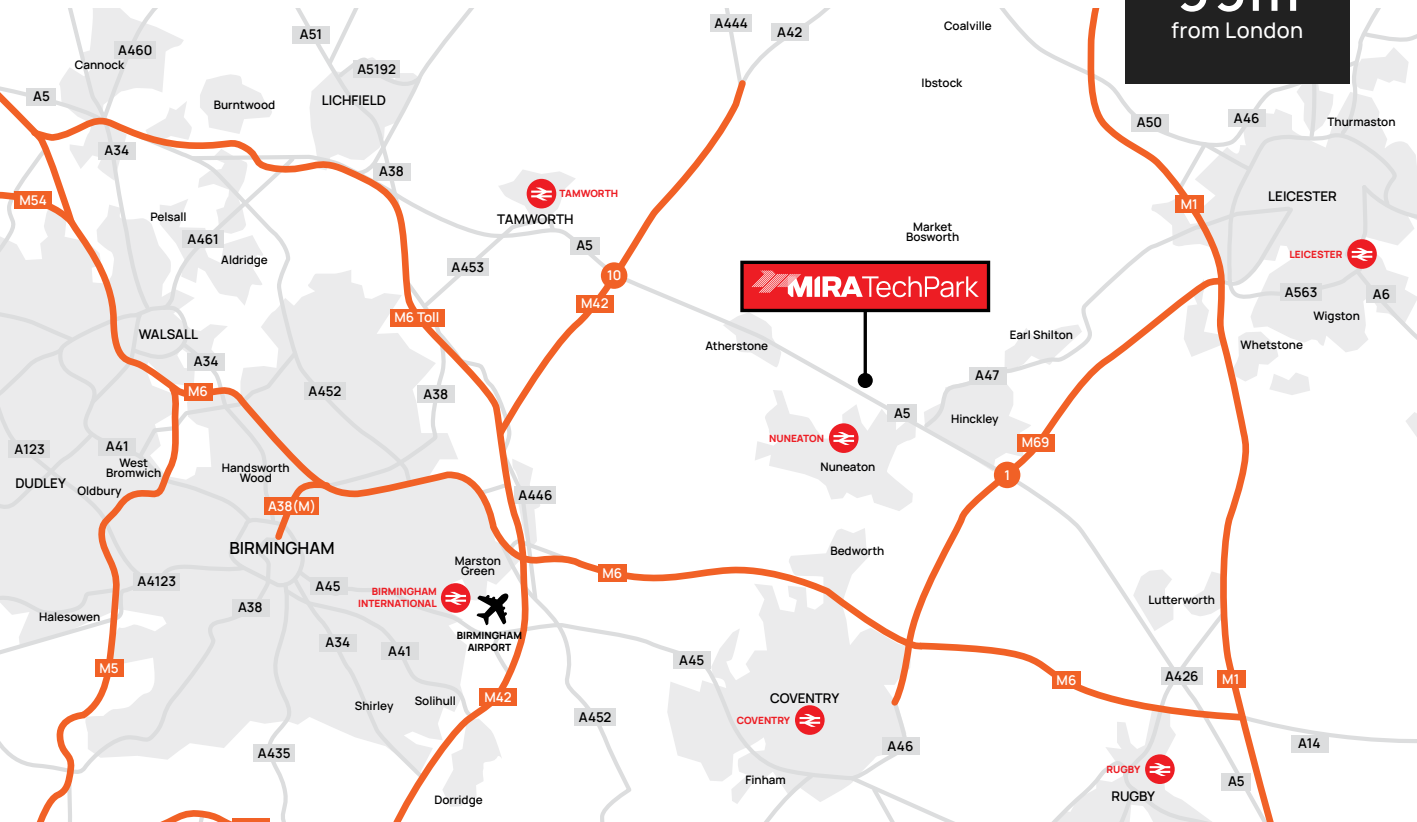 from London
A444
A42
Coalville
A51
A460
Cannock
A5192
A5
Burntwood
LICHFIELD
Ibstock
A50
A46
Thurmaston
A34
A38
M54
TAMWORTH
TAMWORTH
Pelsall
A461
Aldridge
A5
A453
10
M42
M6 Toll
Market
Bosworth
MIRA TechPark
M1
LEICESTER
LEICESTER
A563
A6
Wigston
Whetstone
WALSALL
A34
M6
A452
A38
Atherstone
Earl Shilton
A47
A5
Hinckley
M69
1
NUNEATON
Nuneaton
A123
A41
West
Bromwich
DUDLEY
Oldbury
Handsworth
Wood
A38(M)
A446
BIRMINGHAM
Marston
Green
A4123
A45
BIRMINGHAM
INTERNATIONAL
A38
Halesowen
BIRMINGHAM
AIRPORT
M6
Bedworth
Lutterworth
A34
A41
M5
M42
Shirley
Solihull
A45
COVENTRY
COVENTRY
M6
A426
M1
A452
A435
A46
A14
Finham
Dorridge
RUGBY
RUGBY
A5